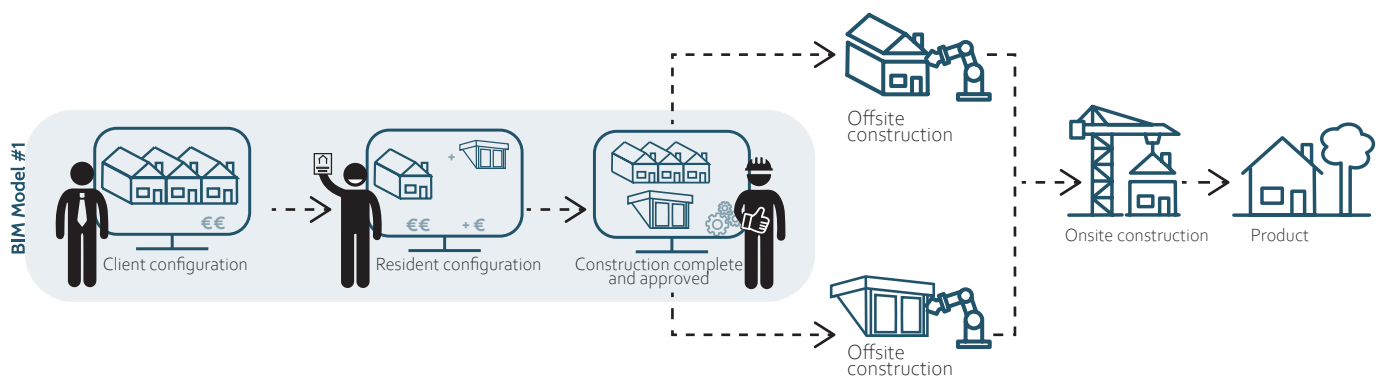 BIM Model #1
€€
Client configuration
+
€€
+ €
Resident configuration
Construction complete
and approved
Offsite
construction
Offsite
construction
Onsite construction
Product